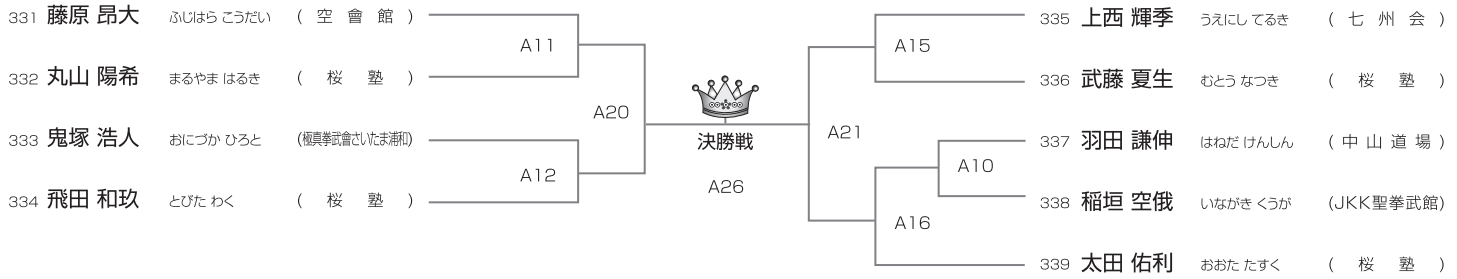 331 藤原 昂大 ふじはら こうだい (空會館)
A11
332 丸山 陽希 まるやま はるき (桜塾)
A20
333 鬼塚 浩人 おにづか ひろと (極真拳武會さいたま浦和)
A12
334 飛田 和玖 とびた わく (桜塾)
決勝戦
A26
335 上西 輝季 うえにし てるき (七州会)
A15
336 武藤 夏生 むとう なつき (桜塾)
A21
337 羽田 謙伸 はねだ けんしん (中山道場)
A10
338 稲垣 空俄 いながき くうが (JKK聖拳武館)
A16
339 太田 佑利 おおた たすく (桜塾)